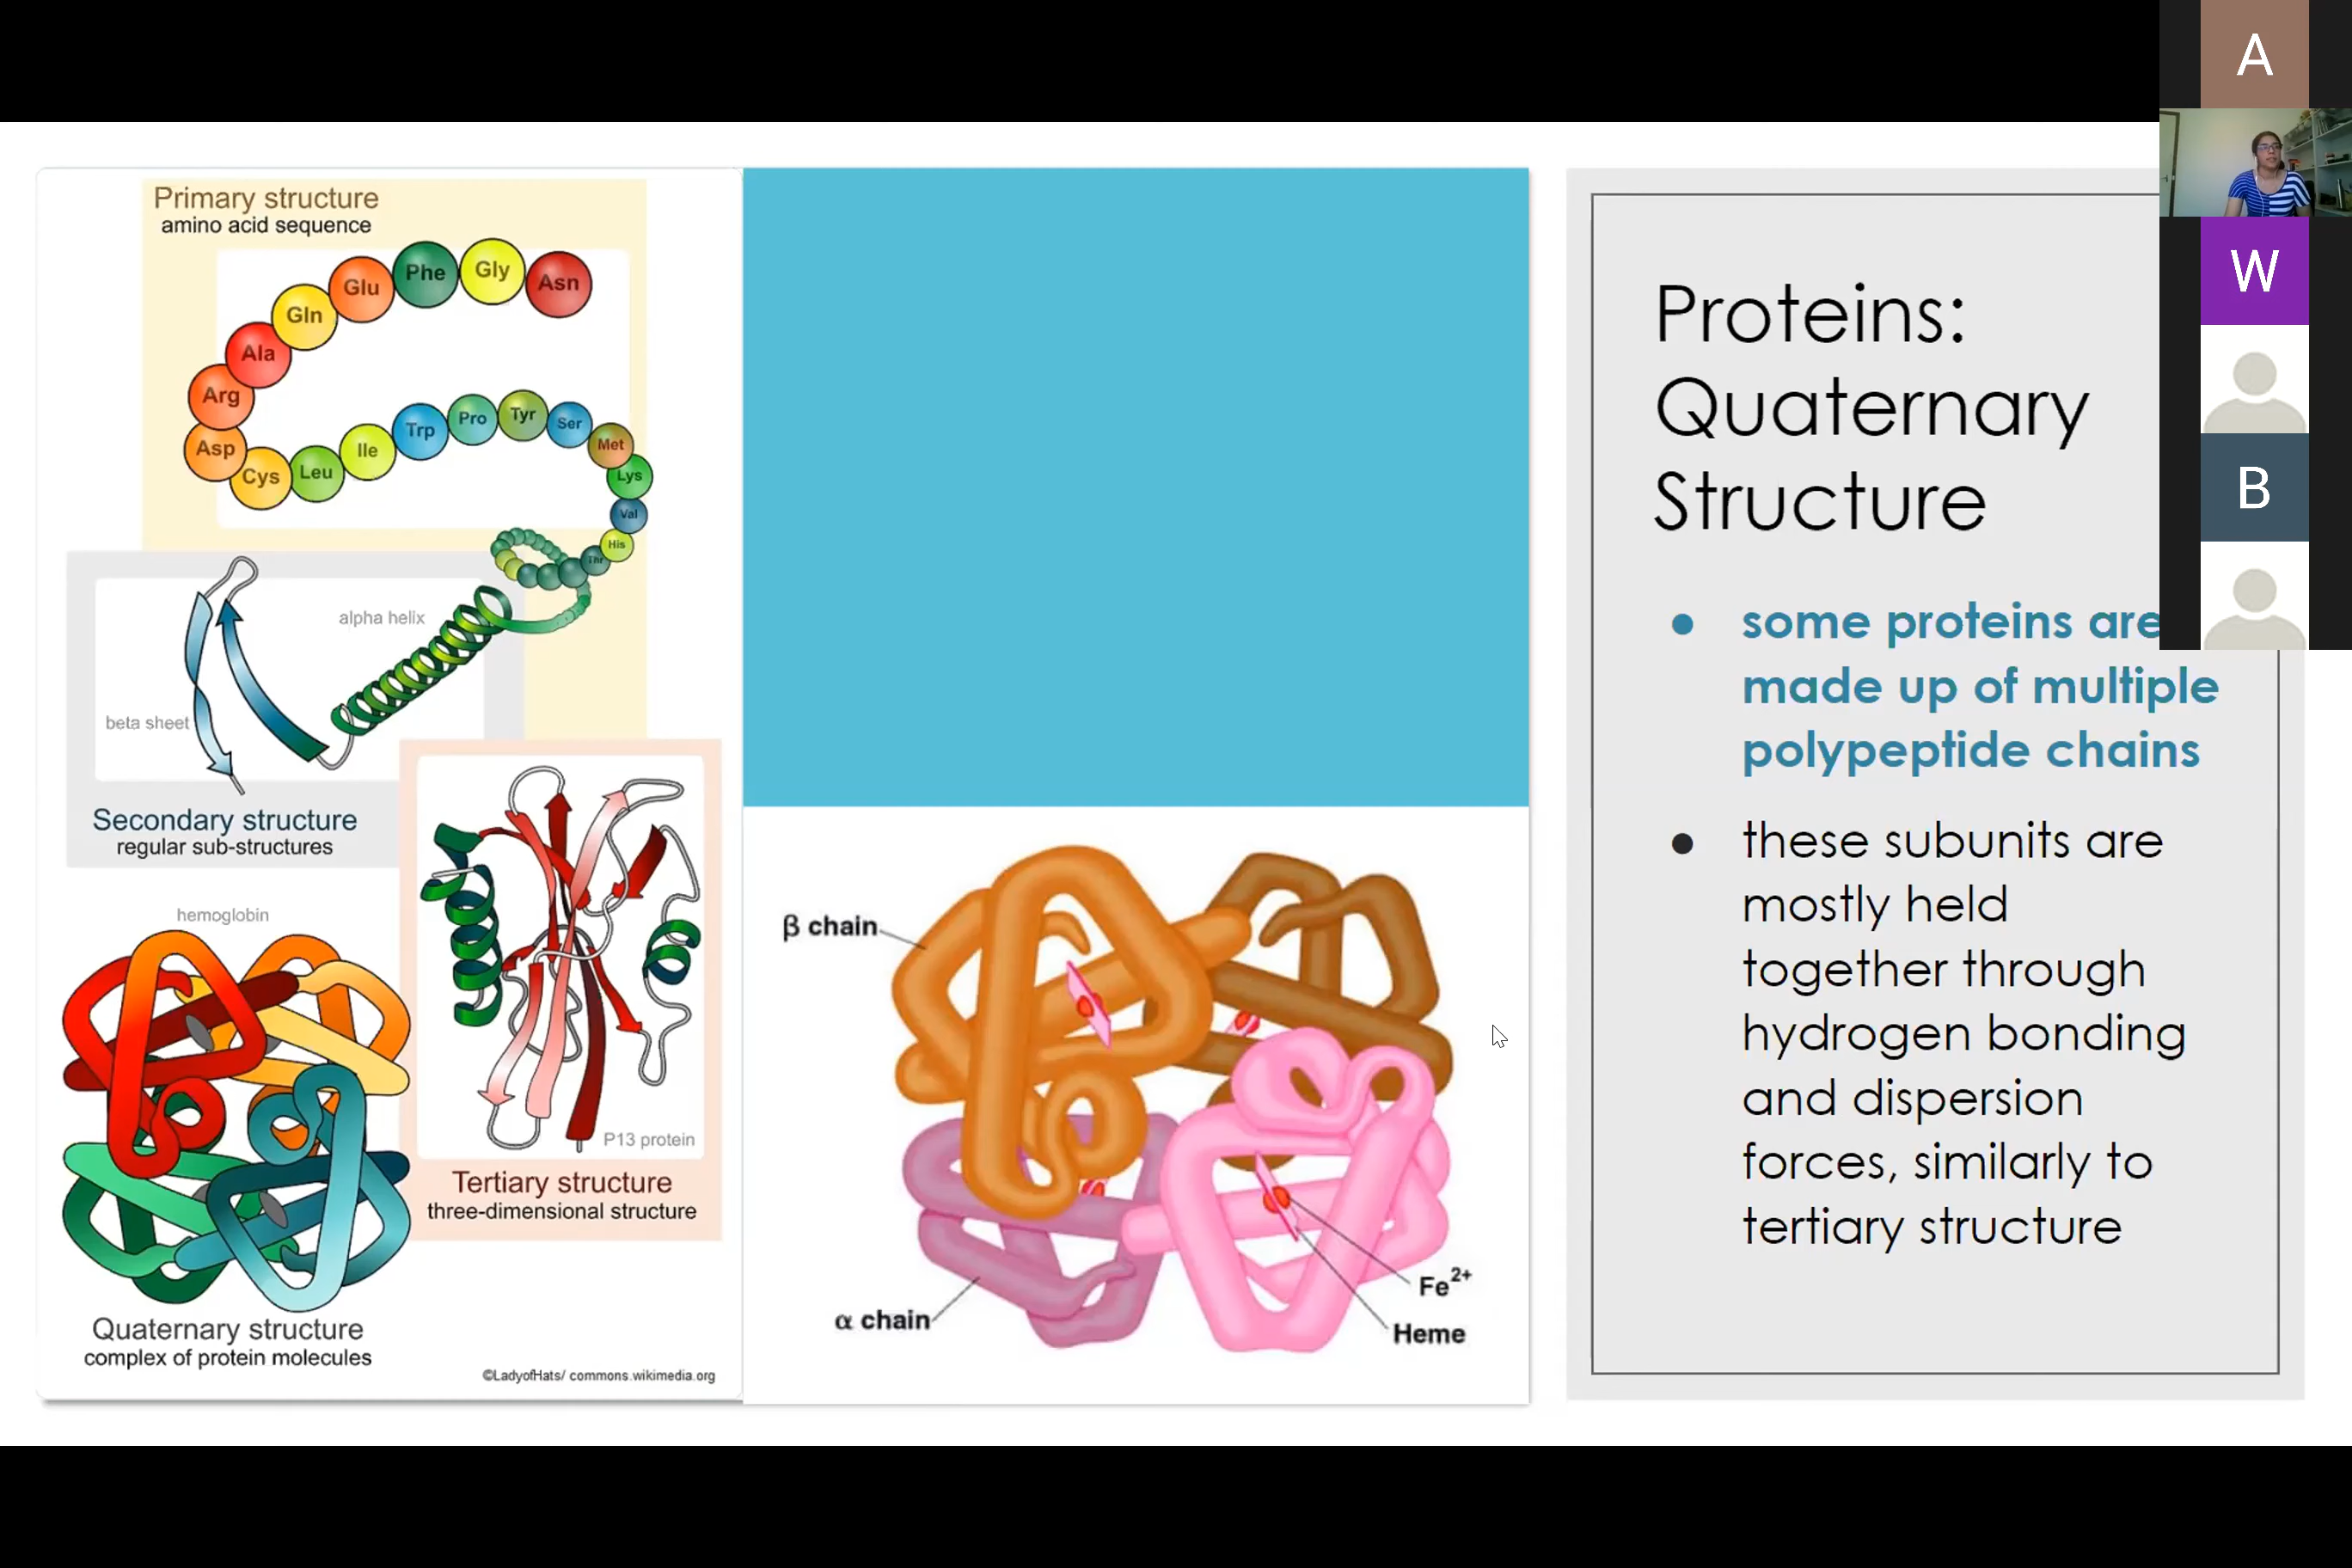 Primary structure
amino acid sequence
Asn
Gly
Phe
Glu
Gln
Ala
Arg
Asp
Cys
Leu
Ile
Trp
Pro
Tyr
Ser
Met
Lys
Val
His
Thr
alpha helix
beta sheet
Secondary structure
regular sub-structures
P13 protein
Tertiary structure
three-dimensional structure
hemoglobin
Quaternary structure
complex of protein molecules
©LadyofHats/ commons.wikimedia.org
β chain
α chain
Fe²⁺
Heme
Proteins:
Quaternary
Structure
● some proteins are
made up of multiple
polypeptide chains
● these subunits are
mostly held
together through
hydrogen bonding
and dispersion
forces, similarly to
tertiary structure
A
W
B